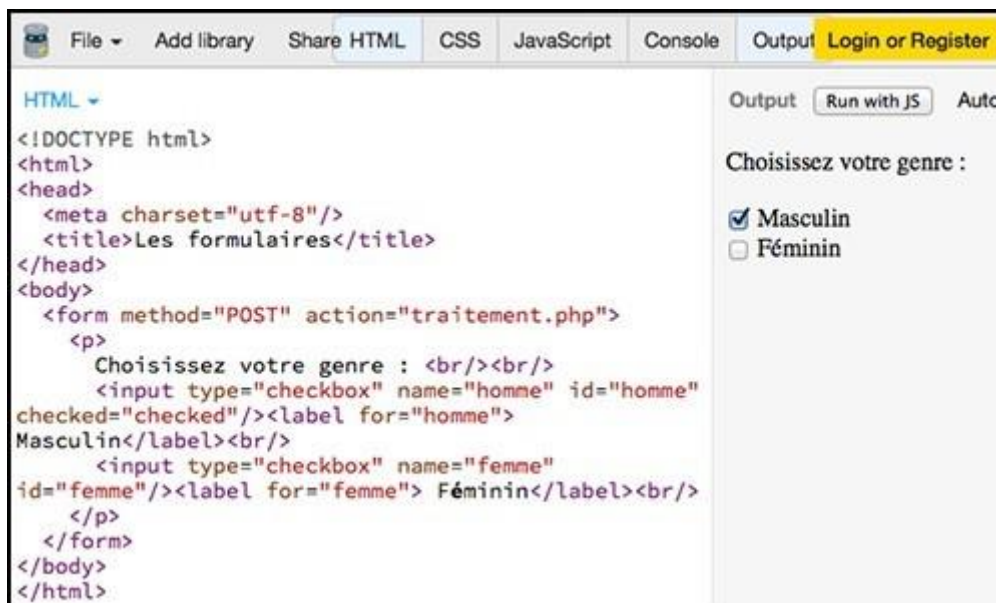 File Add library Share HTML CSS JavaScript Console Output Login or Register
HTML
<!DOCTYPE html>
<html>
<head>
<meta charset="utf-8"/>
<title>Les formulaires</title>
</head>
<body>
<form method="POST" action="traitement.php">
<p>
Choisissez votre genre : <br/><br/>
<input type="checkbox" name="homme" id="homme"
checked="checked"/><label for="homme">
Masculin</label><br/>
<input type="checkbox" name="femme"
id="femme"/><label for="femme"> Féminin</label><br/>
</p>
</form>
</body>
</html>
Output Run with JS Auto
Choisissez votre genre :
Masculin
Féminin